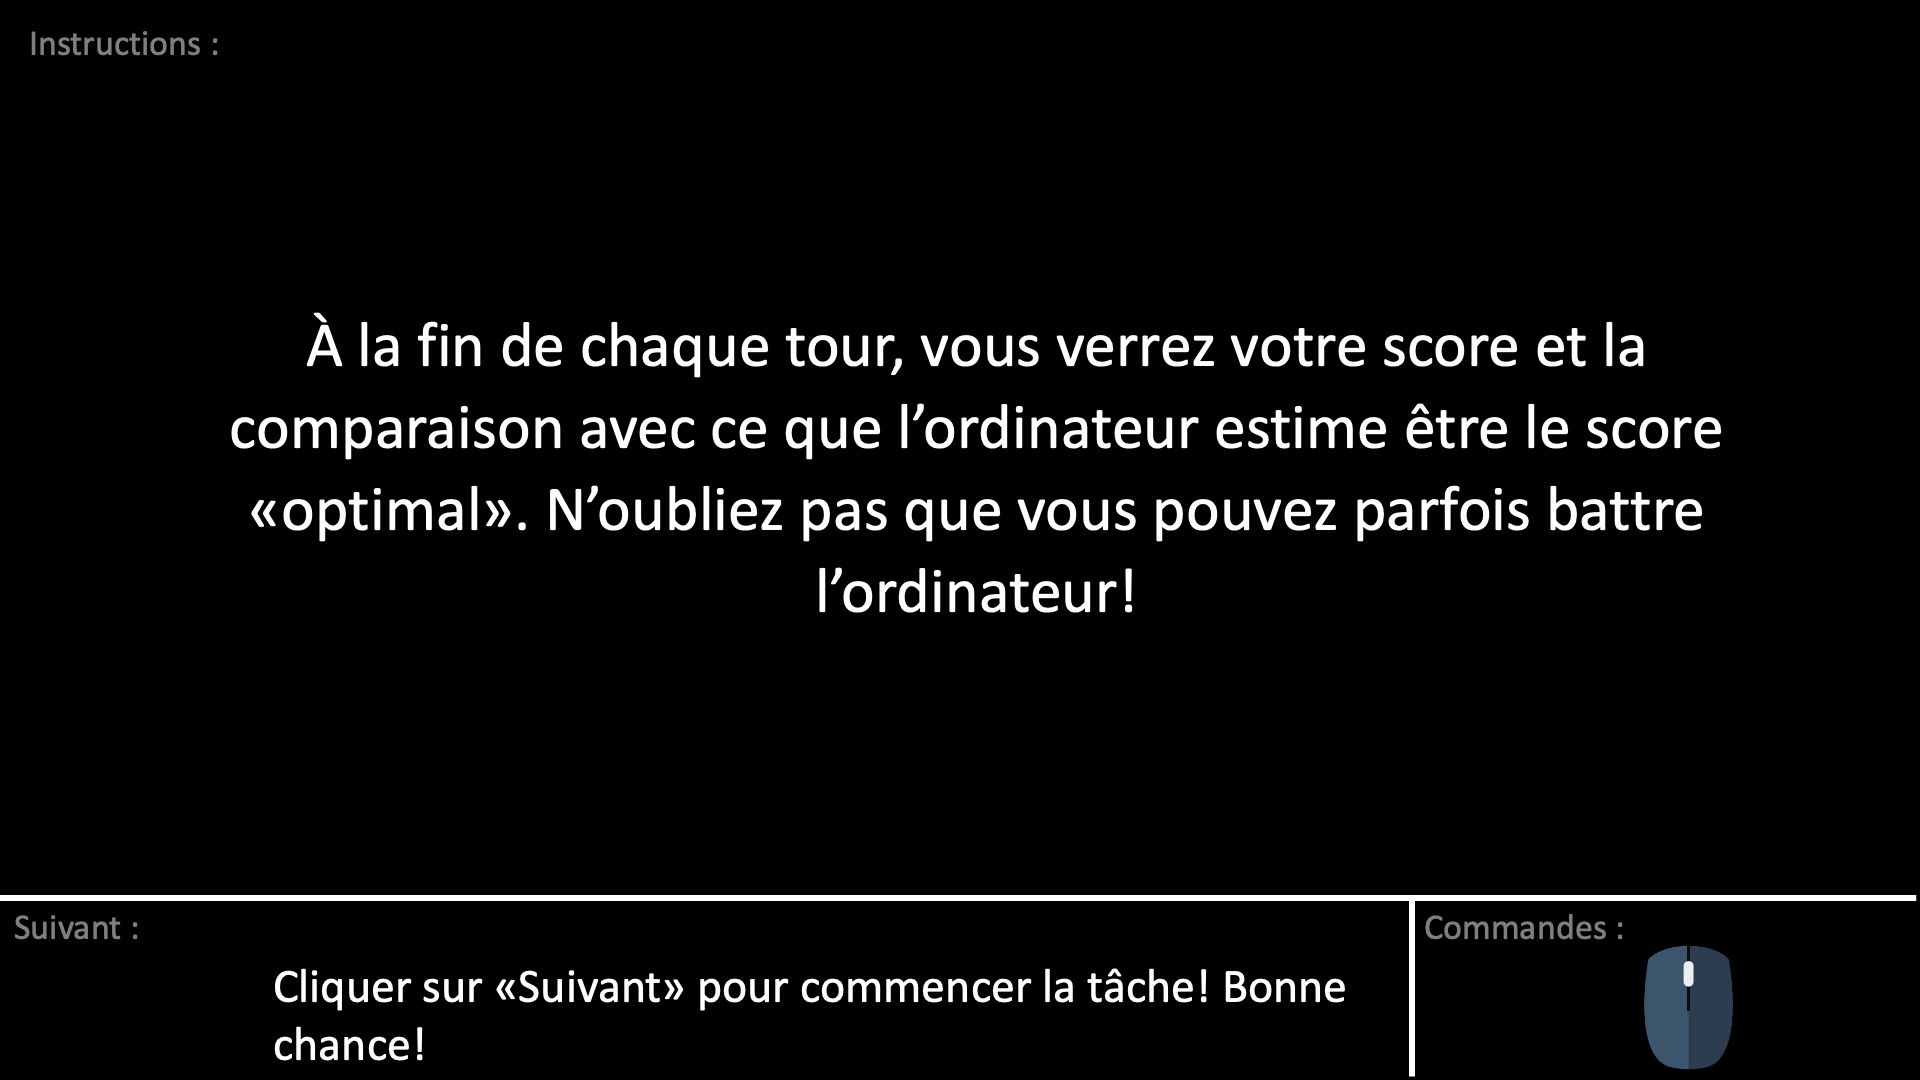 Instructions :
À la fin de chaque tour, vous verrez votre score et la
comparaison avec ce que l’ordinateur estime être le score
«optimal». N’oubliez pas que vous pouvez parfois battre
l’ordinateur!
Suivant :
Cliquer sur «Suivant» pour commencer la tâche! Bonne
chance!
Commandes :